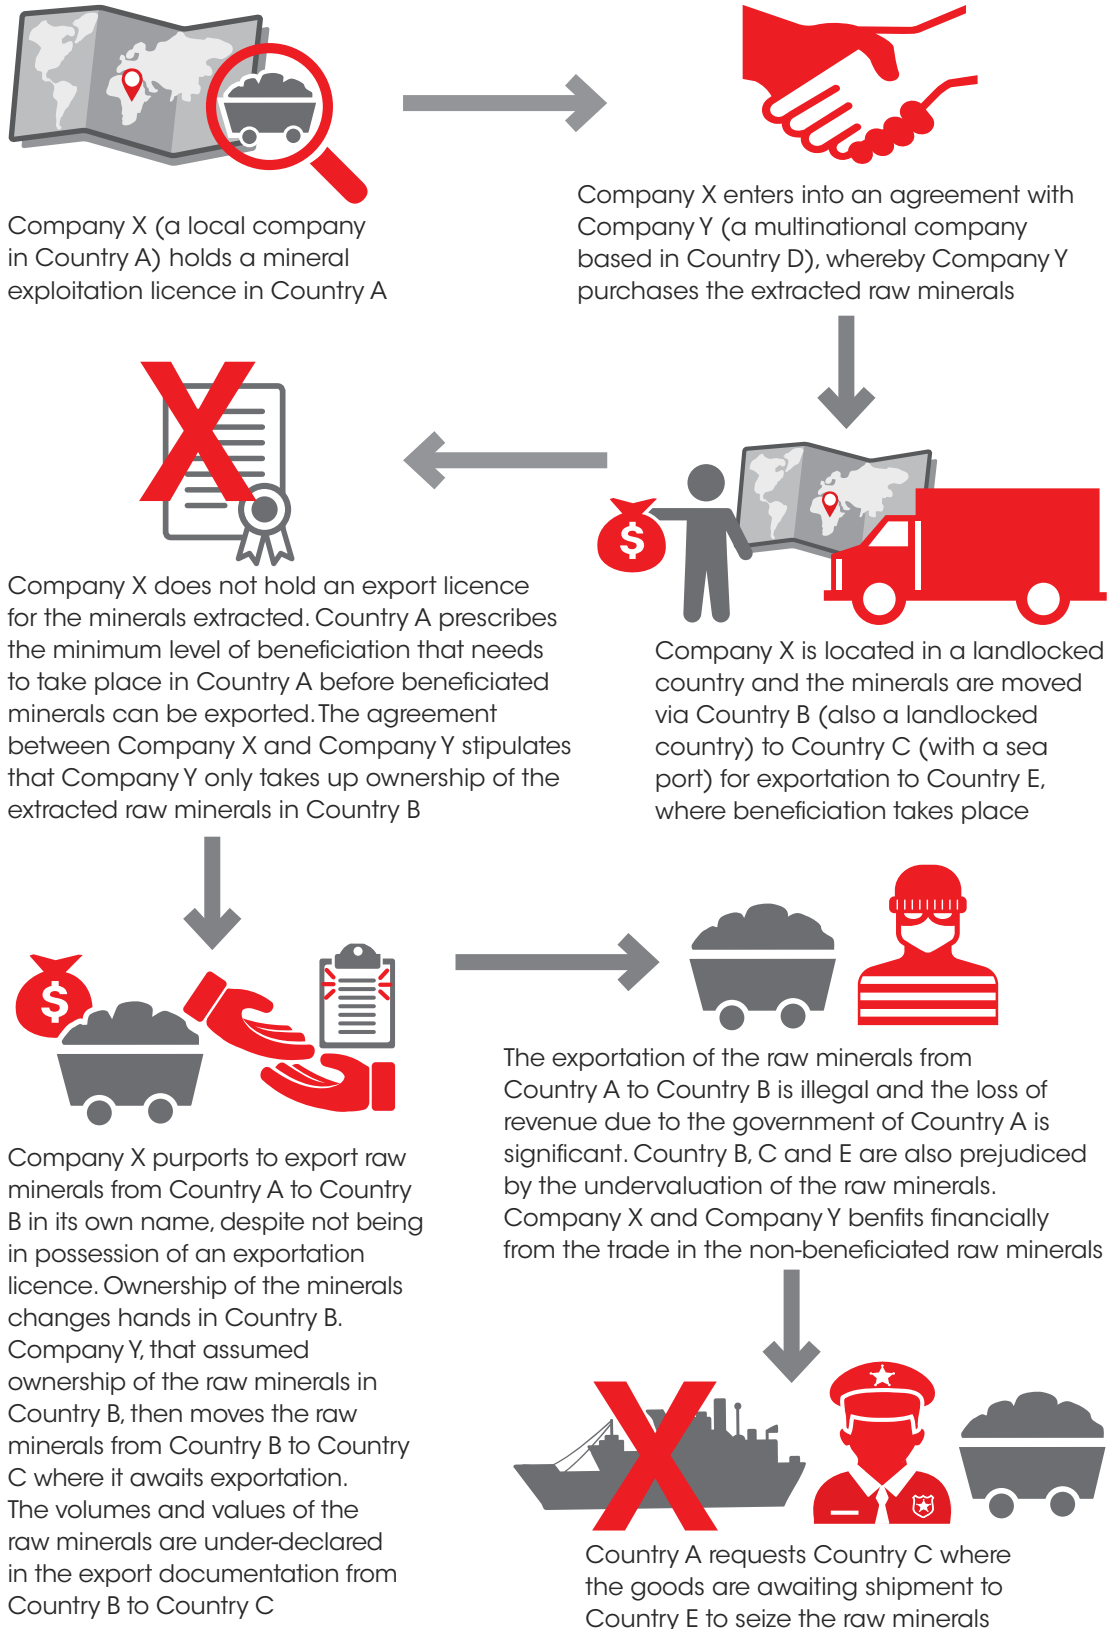 Company X (a local company
in Country A) holds a mineral
exploitation licence in Country A
Company X enters into an agreement with
Company Y (a multinational company
based in Country D), whereby Company Y
purchases the extracted raw minerals
$
Company X is located in a landlocked
country and the minerals are moved
via Country B (also a landlocked
country) to Country C (with a sea
port) for exportation to Country E,
where beneficiation takes place
X
Company X does not hold an export licence
for the minerals extracted. Country A prescribes
the minimum level of beneficiation that needs
to take place in Country A before beneficiated
minerals can be exported. The agreement
between Company X and Company Y stipulates
that Company Y only takes up ownership of the
extracted raw minerals in Country B
$
Company X purports to export raw
minerals from Country A to Country
B in its own name, despite not being
in possession of an exportation
licence. Ownership of the minerals
changes hands in Country B.
Company Y, that assumed
ownership of the raw minerals in
Country B, then moves the raw
minerals from Country B to Country
C where it awaits exportation.
The volumes and values of the
raw minerals are under-declared
in the export documentation from
Country B to Country C
The exportation of the raw minerals from
Country A to Country B is illegal and the loss of
revenue due to the government of Country A is
significant. Country B, C and E are also prejudiced
by the undervaluation of the raw minerals.
Company X and Company Y benfits financially
from the trade in the non-beneficiated raw minerals
X
Country A requests Country C where
the goods are awaiting shipment to
Country E to seize the raw minerals